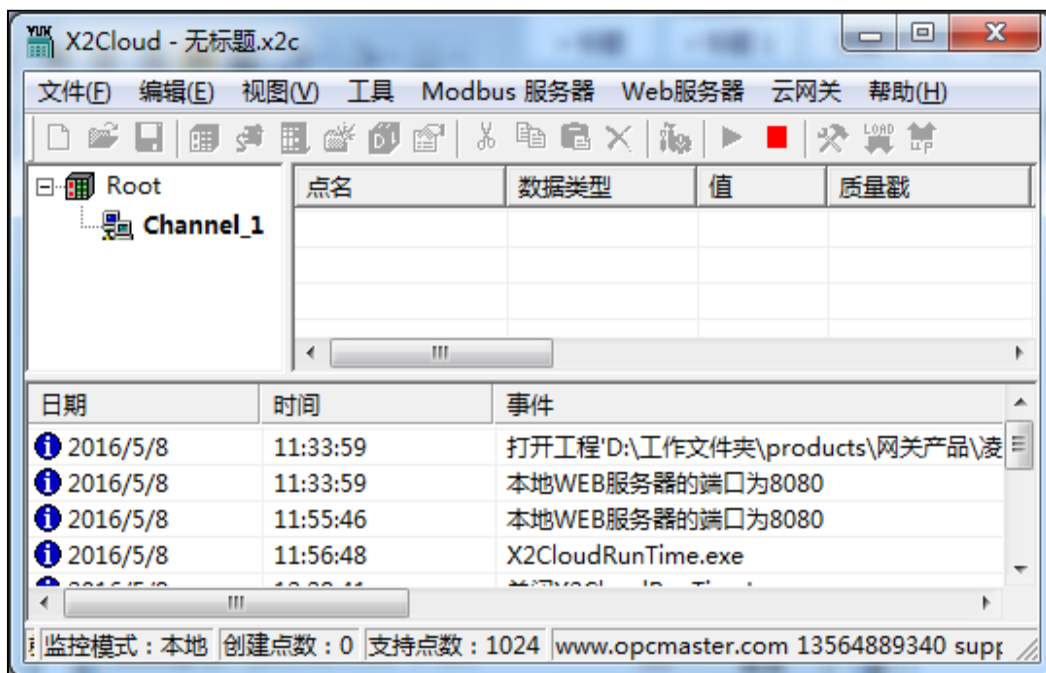 X2Cloud - 无标题.x2c
文件(F) 编辑(E) 视图(V) 工具 Modbus 服务器 Web服务器 云网关 帮助(H)
LOAD UP
Root 点名 数据类型 值 质量戳
Channel_1
日期 时间 事件
2016/5/8 11:33:59 打开工程'D:\工作文件夹\products\网关产品\凌
2016/5/8 11:33:59 本地WEB服务器的端口为8080
2016/5/8 11:55:46 本地WEB服务器的端口为8080
2016/5/8 11:56:48 X2CloudRunTime.exe
监控模式：本地 创建点数：0 支持点数：1024 www.opcmaster.com 13564889340